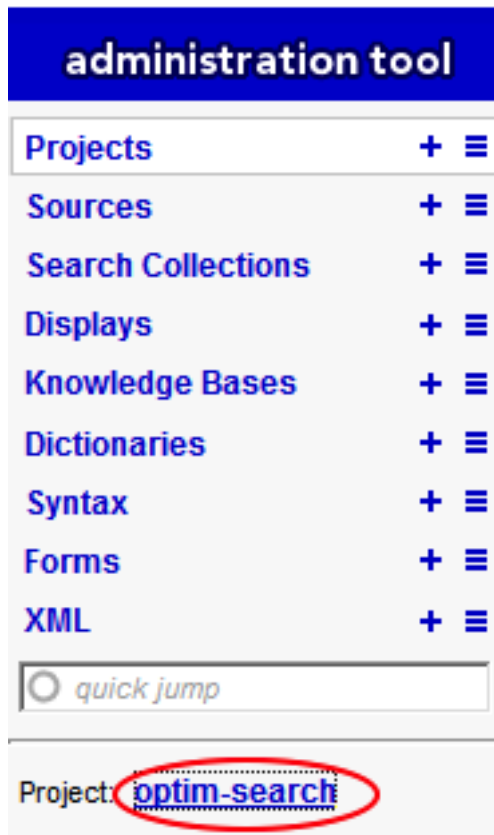 administration tool
Projects + ≡
Sources + ≡
Search Collections + ≡
Displays + ≡
Knowledge Bases + ≡
Dictionaries + ≡
Syntax + ≡
Forms + ≡
XML + ≡
quick jump
Project: optim-search